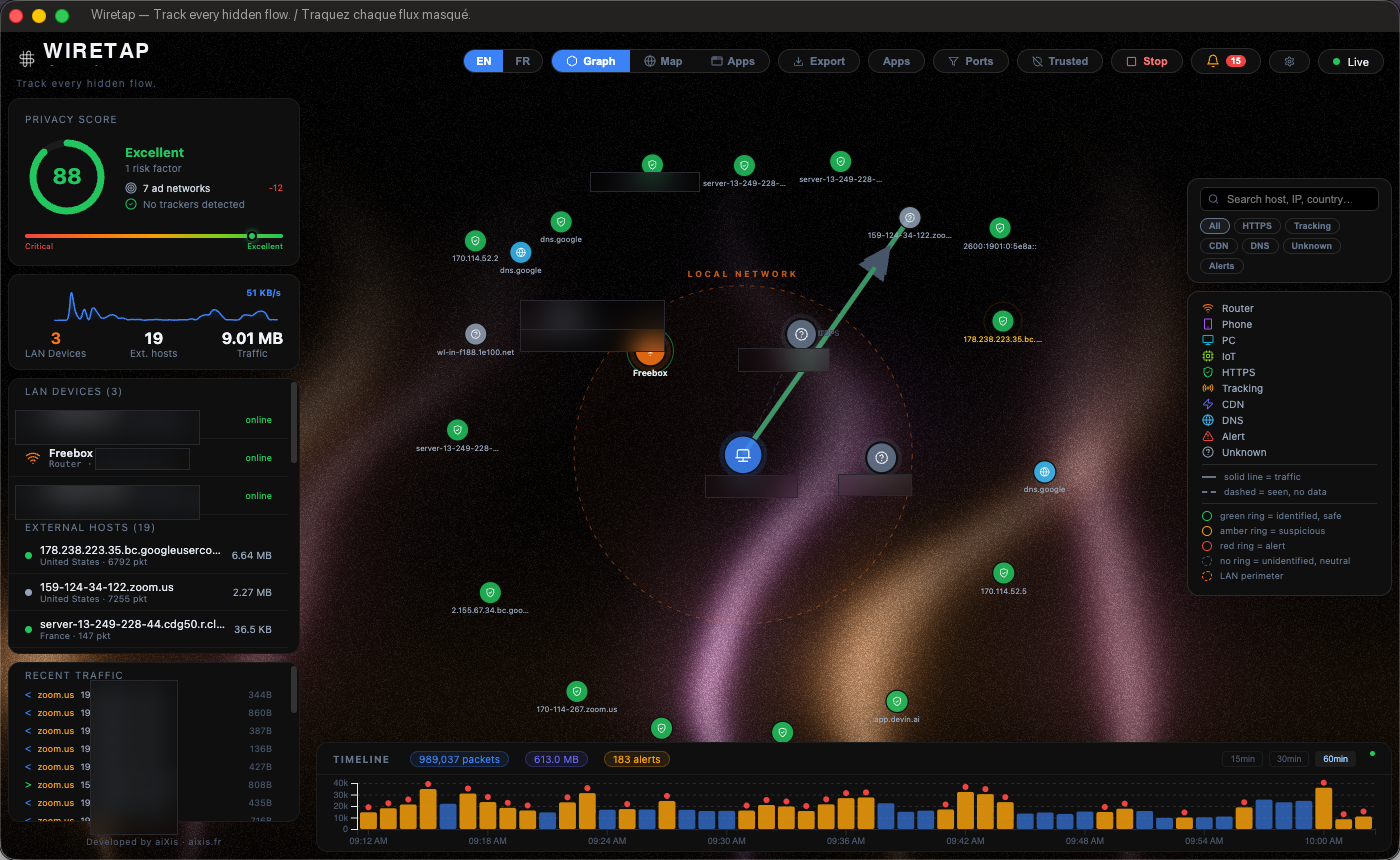 Wiretap — Track every hidden flow. / Traquez chaque flux masqué.
WIRETAP
Track every hidden flow.
EN FR Graph Map Apps Export Apps Ports Trusted Stop 15 Live
PRIVACY SCORE
88
Excellent
1 risk factor
7 ad networks -12
No trackers detected
Critical Excellent
51 KB/s
3 19 9.01 MB
LAN Devices Ext. hosts Traffic
LAN DEVICES (3)
online
Freebox online
Router ·
online
EXTERNAL HOSTS (19)
178.238.223.35.bc.googleuserco... 6.64 MB
United States · 6792 pkt
159-124-34-122.zoom.us 2.27 MB
United States · 7255 pkt
server-13-249-228-44.cdg50.r.cl... 36.5 KB
France · 147 pkt
RECENT TRAFFIC
< zoom.us 19 344B
< zoom.us 19 860B
< zoom.us 19 387B
< zoom.us 19 136B
< zoom.us 19 427B
> zoom.us 15 808B
< zoom.us 19 435B
< zoom.us 19 716B
Developed by aiXis · aixis.fr
server-13-249-228-...
server-13-249-228-...
dns.google
170.114.52.2
dns.google
159-124-34-122.zoo...
2600:1901:0:5e8a::
LOCAL NETWORK
wl-in-f188.1e100.net
Freebox
178.238.223.35.bc....
server-13-249-228-...
dns.google
2.155.67.34.bc.goo...
170.114.52.5
170-114-267.zoom.us
app.devin.ai
Search host, IP, country...
All HTTPS Tracking
CDN DNS Unknown
Alerts
Router
Phone
PC
IoT
HTTPS
Tracking
CDN
DNS
Alert
Unknown
solid line = traffic
dashed = seen, no data
green ring = identified, safe
amber ring = suspicious
red ring = alert
no ring = unidentified, neutral
LAN perimeter
TIMELINE 989,037 packets 613.0 MB 183 alerts 15min 30min 60min
40k
30k
20k
10k
0
09:12 AM 09:18 AM 09:24 AM 09:30 AM 09:36 AM 09:42 AM 09:48 AM 09:54 AM 10:00 AM